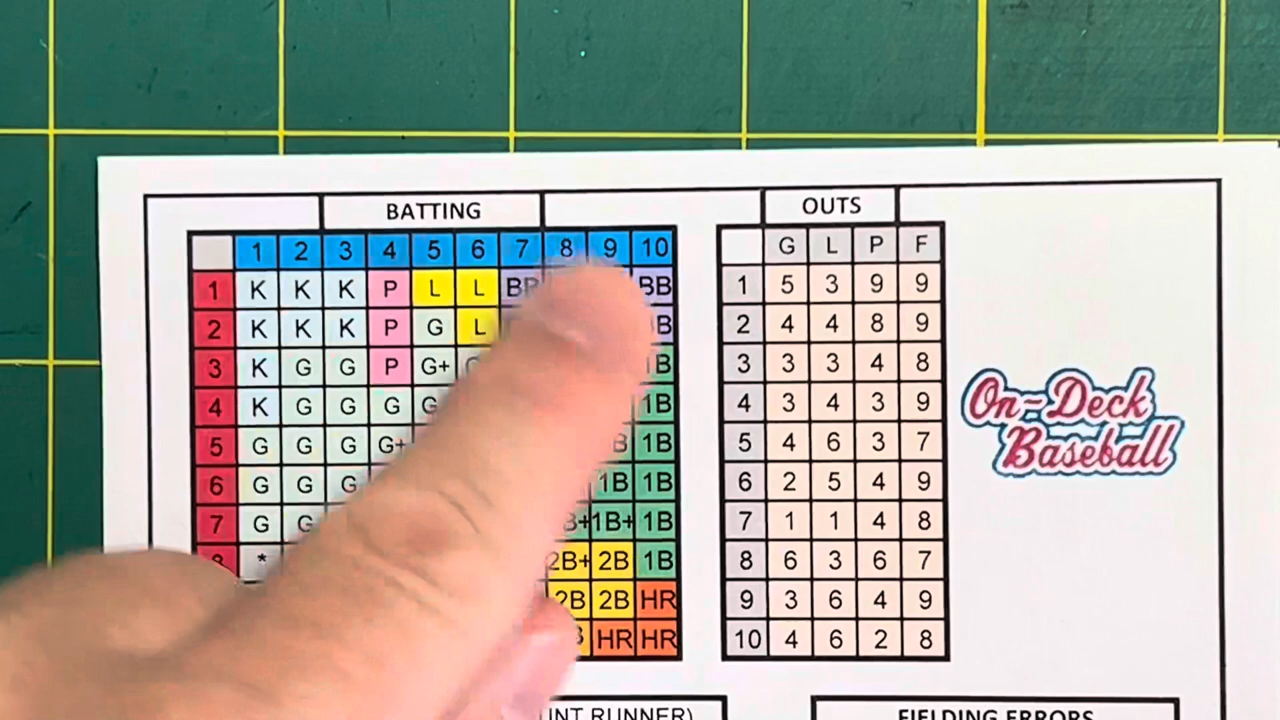 BATTING OUTS
1 2 3 4 5 6 7 8 9 10 G L P F
1 K K K P L L BB 1 5 3 9 9
2 K K K P G L 2 4 4 8 9
3 K G G P G+ 1B 3 3 3 4 8
4 K G G G 1B 4 3 4 3 9
5 G G G G+ 1B 5 4 6 3 7
6 G G G 1B 1B 6 2 5 4 9
7 G G 1B+ 1B 7 1 1 4 8
8 * 2B+ 2B 1B 8 6 3 6 7
2B 2B HR 9 3 6 4 9
HR HR 10 4 6 2 8
On-Deck
Baseball
RUNNER)
FIELDING ERRORS